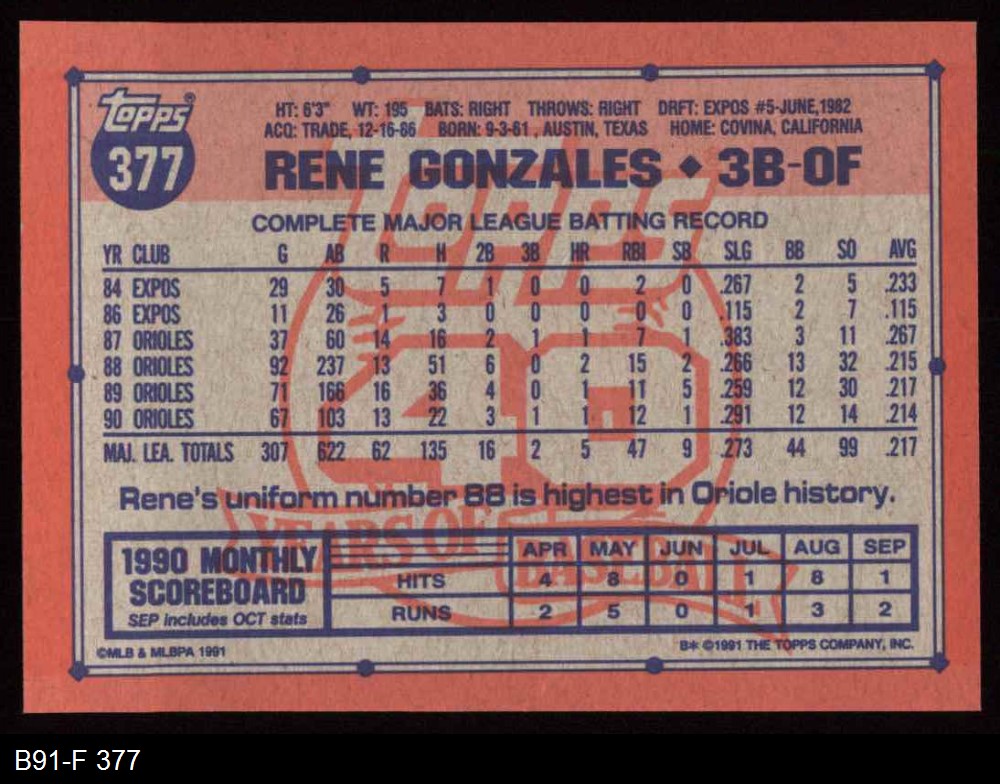 Topps®
377
HT: 6'3" WT: 195 BATS: RIGHT THROWS: RIGHT DRFT: EXPOS #5-JUNE,1982
ACQ: TRADE, 12-16-86 BORN: 9-3-61 , AUSTIN, TEXAS HOME: COVINA, CALIFORNIA
RENE GONZALES ◆ 3B-OF
COMPLETE MAJOR LEAGUE BATTING RECORD
YR CLUB G AB R H 2B 3B HR RBI SB SLG BB SO AVG
84 EXPOS 29 30 5 7 1 0 0 2 0 .267 2 5 .233
86 EXPOS 11 26 1 3 0 0 0 0 0 .115 2 7 .115
87 ORIOLES 37 60 14 16 2 1 1 7 1 .383 3 11 .267
88 ORIOLES 92 237 13 51 6 0 2 15 2 .266 13 32 .215
89 ORIOLES 71 166 16 36 4 0 1 11 5 .259 12 30 .217
90 ORIOLES 67 103 13 22 3 1 1 12 1 .291 12 14 .214
MAJ. LEA. TOTALS 307 622 62 135 16 2 5 47 9 .273 44 99 .217
Topps
40
YEARS OF BASEBALL
Rene's uniform number 88 is highest in Oriole history.
1990 MONTHLY
SCOREBOARD
SEP includes OCT stats
APR MAY JUN JUL AUG SEP
HITS 4 8 0 1 8 1
RUNS 2 5 0 1 3 2
©MLB & MLBPA 1991
B* ©1991 THE TOPPS COMPANY, INC.
B91-F 377